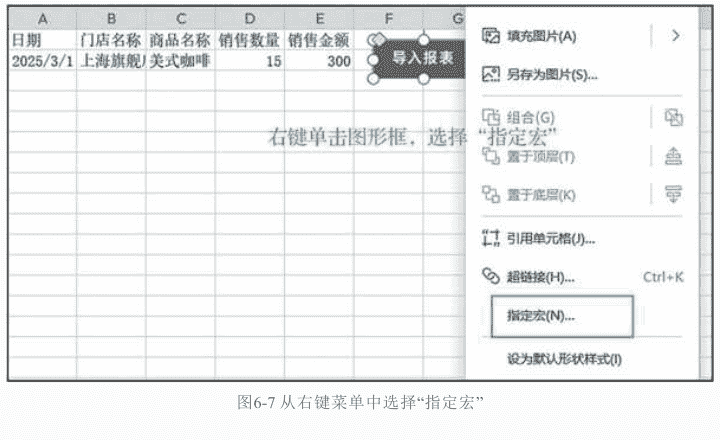 A B C D E F G
日期 门店名称 商品名称 销售数量 销售金额
2025/3/1 上海旗舰 美式咖啡 15 300
导入报表
右键单击图形框，选择“指定宏”
填充图片(A)
另存为图片(S)...
组合(G)
置于顶层(T)
置于底层(K)
引用单元格(J)...
超链接(H)... Ctrl+K
指定宏(N)...
设为默认形状样式(I)
图6-7 从右键菜单中选择“指定宏”